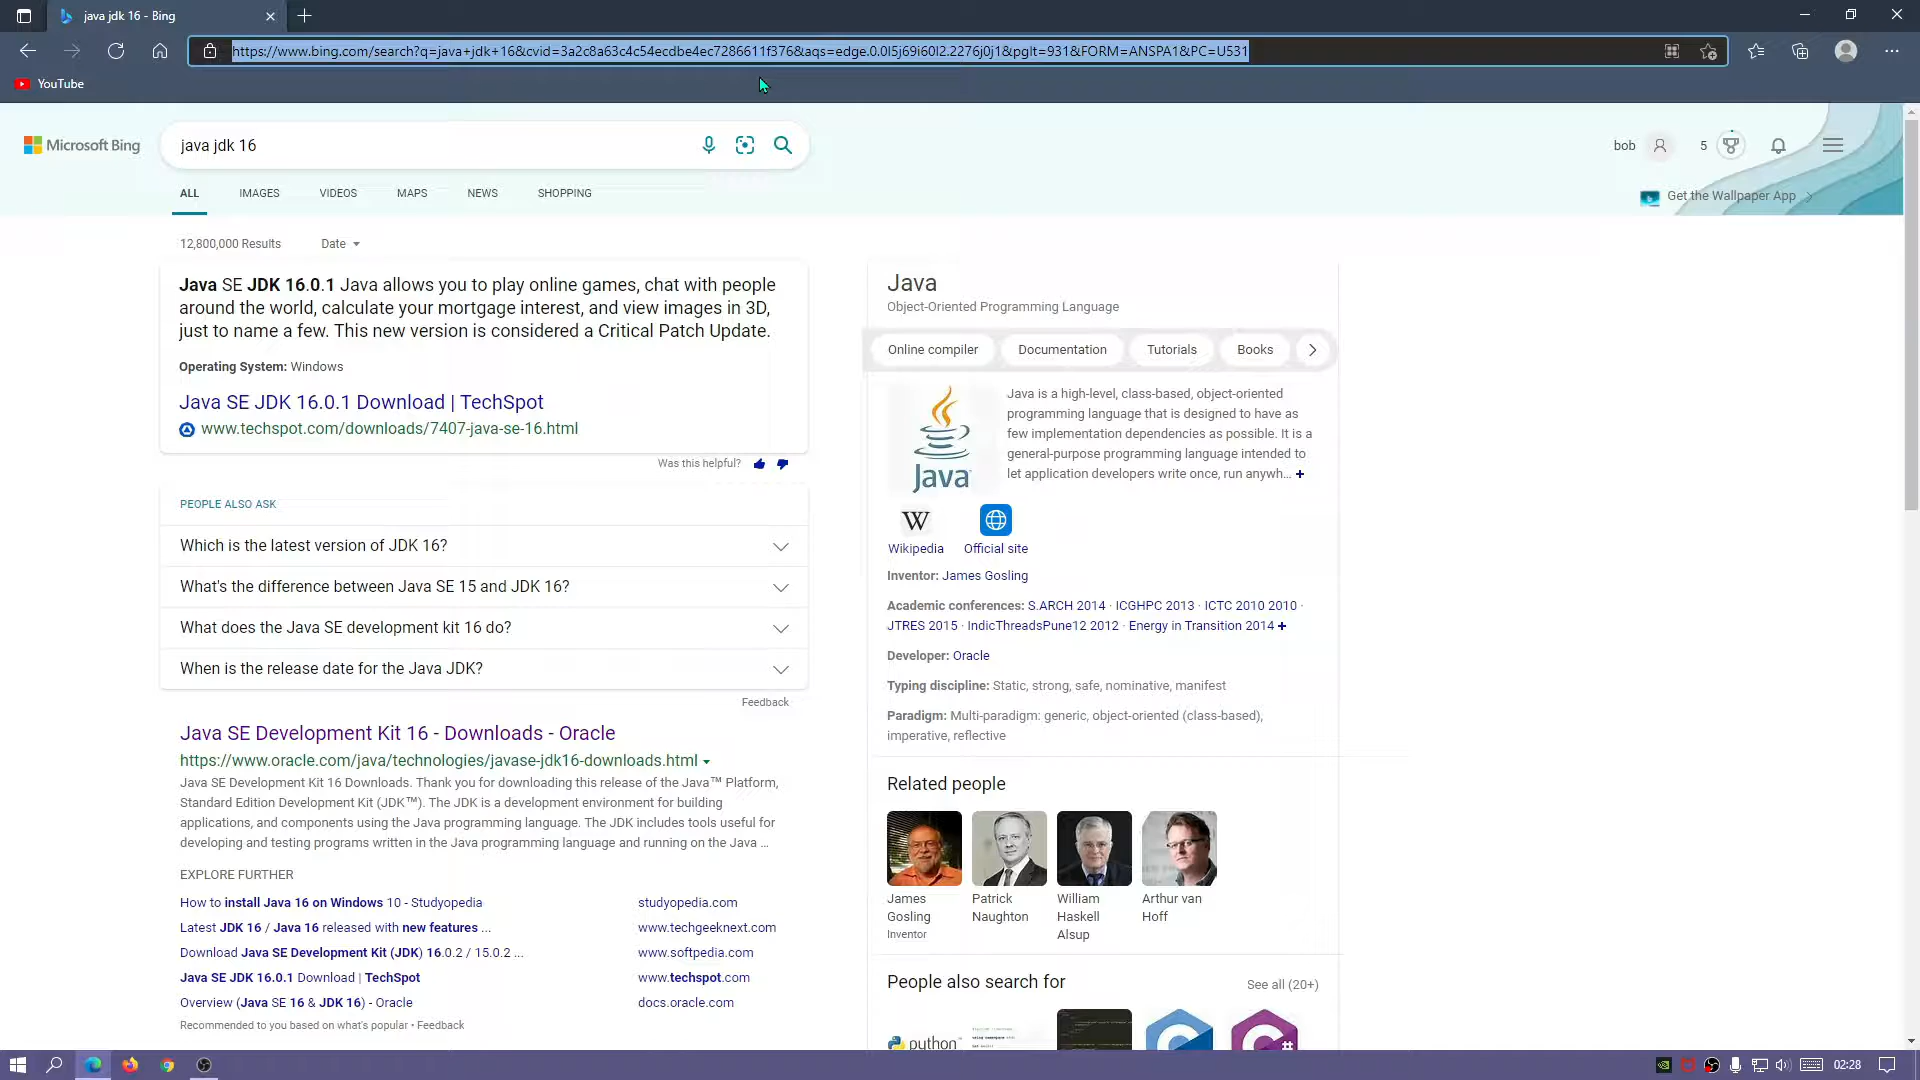 java jdk 16 - Bing
https://www.bing.com/search?q=java+jdk+16&cvid=3a2c8a63c4c54ecdbe4ec7286611f376&aqs=edge.0.0l5j69i60l2.2276j0j1&pglt=931&FORM=ANSPA1&PC=U531
YouTube
Microsoft Bing
java jdk 16
bob
5
ALL IMAGES VIDEOS MAPS NEWS SHOPPING
Get the Wallpaper App
12,800,000 Results Date
Java SE JDK 16.0.1 Java allows you to play online games, chat with people
around the world, calculate your mortgage interest, and view images in 3D,
just to name a few. This new version is considered a Critical Patch Update.
Operating System: Windows
Java SE JDK 16.0.1 Download | TechSpot
www.techspot.com/downloads/7407-java-se-16.html
Was this helpful?
PEOPLE ALSO ASK
Which is the latest version of JDK 16?
What's the difference between Java SE 15 and JDK 16?
What does the Java SE development kit 16 do?
When is the release date for the Java JDK?
Feedback
Java SE Development Kit 16 - Downloads - Oracle
https://www.oracle.com/java/technologies/javase-jdk16-downloads.html
Java SE Development Kit 16 Downloads. Thank you for downloading this release of the Java™ Platform,
Standard Edition Development Kit (JDK™). The JDK is a development environment for building
applications, and components using the Java programming language. The JDK includes tools useful for
developing and testing programs written in the Java programming language and running on the Java ...
EXPLORE FURTHER
How to install Java 16 on Windows 10 - Studyopedia studyopedia.com
Latest JDK 16 / Java 16 released with new features ... www.techgeeknext.com
Download Java SE Development Kit (JDK) 16.0.2 / 15.0.2 ... www.softpedia.com
Java SE JDK 16.0.1 Download | TechSpot www.techspot.com
Overview (Java SE 16 & JDK 16) - Oracle docs.oracle.com
Recommended to you based on what's popular • Feedback
Java
Object-Oriented Programming Language
Online compiler Documentation Tutorials Books
Java
Java is a high-level, class-based, object-oriented
programming language that is designed to have as
few implementation dependencies as possible. It is a
general-purpose programming language intended to
let application developers write once, run anywh... +
W
Wikipedia Official site
Inventor: James Gosling
Academic conferences: S.ARCH 2014 · ICGHPC 2013 · ICTC 2010 2010 ·
JTRES 2015 · IndicThreadsPune12 2012 · Energy in Transition 2014 +
Developer: Oracle
Typing discipline: Static, strong, safe, nominative, manifest
Paradigm: Multi-paradigm: generic, object-oriented (class-based),
imperative, reflective
Related people
James Gosling
Inventor
Patrick Naughton
William Haskell Alsup
Arthur van Hoff
People also search for See all (20+)
python
02:28